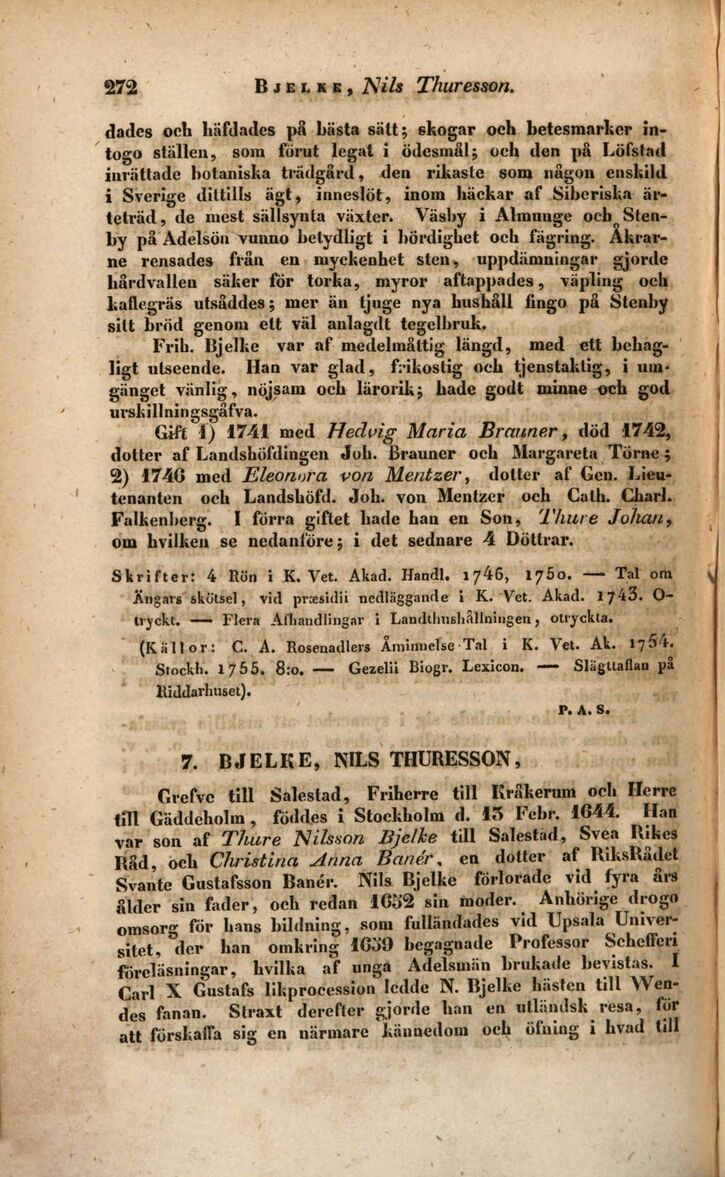 272 BJELKE, Nils Thuresson.
dades och häfdades på bästa sätt; skogar och betesmarker in-
togo ställen, som förut legat i ödesmål; och den på Löfstad
inrättade botaniska trädgård, den rikaste som någon enskild
i Sverige dittills ägt, inneslöt, inom häckar af Siberiska är-
teträd, de mest sällsynta växter. Väsby i Almunge och Sten-
by på Adelsön vunno betydligt i bördighet och fägring. Åkrar-
ne rensades från en myckenhet sten, uppdämningar gjorde
hårdvallen säker för torka, myror aftappades, väpling och
kaflegräs utsåddes; mer än tjuge nya hushåll fingo på Stenby
sitt bröd genom ett väl anlagdt tegelbruk.
Frih. Bjelke var af medelmåttig längd, med ett behag-
ligt utseende. Han var glad, frikostig och tjenstaktig, i um-
gänget vänlig, nöjsam och lärorik; hade godt minne och god
urskillningsgåfva.
Gift 1) 1741 med Hedvig Maria Brauner, död 1742,
dotter af Landshöfdingen Joh. Brauner och Margareta Törne;
2) 1746 med Eleonora von Mentzer, dotter af Gen. Lieu-
tenanten och Landshöfd. Joh. von Mentzer och Cath. Charl.
Falkenberg. I förra giftet hade han en Son, Thure Johan,
om hvilken se nedanföre; i det sednare 4 Döttrar.
Skrifter: 4 Rön i K. Vet. Akad. Handl. 1746, 1750. — Tal om
Ängars skötsel, vid præsidii nedläggande i K. Vet. Akad. 1743. O-
tryckt. — Flera Afhandlingar i Landthushållningen, otryckta.
(Källor: C. A. Rosenadlers Åminnelse Tal i K. Vet. Ak. 1754.
Stockh. 1755. 8:o. — Gezelii Biogr. Lexicon. — Slägttaflan på
Riddarhuset).
P. A. S.
7. BJELKE, NILS THURESSON,
Grefve till Salestad, Friherre till Kråkerum och Herre
till Gäddeholm, föddes i Stockholm d. 13 Febr. 1644. Han
var son af Thure Nilsson Bjelke till Salestad, Svea Rikes
Råd, och Christina Anna Banér, en dotter af RiksRådet
Svante Gustafsson Banér. Nils Bjelke förlorade vid fyra års
ålder sin fader, och redan 1652 sin moder. Anhörige drogo
omsorg för hans bildning, som fulländades vid Upsala Univer-
sitet, der han omkring 1659 begagnade Professor Schefferi
föreläsningar, hvilka af unga Adelsmän brukade bevistas. I
Carl X Gustafs likprocession ledde N. Bjelke hästen till Wen-
des fanan. Straxt derefter gjorde han en utländsk resa, för
att förskaffa sig en närmare kännedom och öfning i hvad till